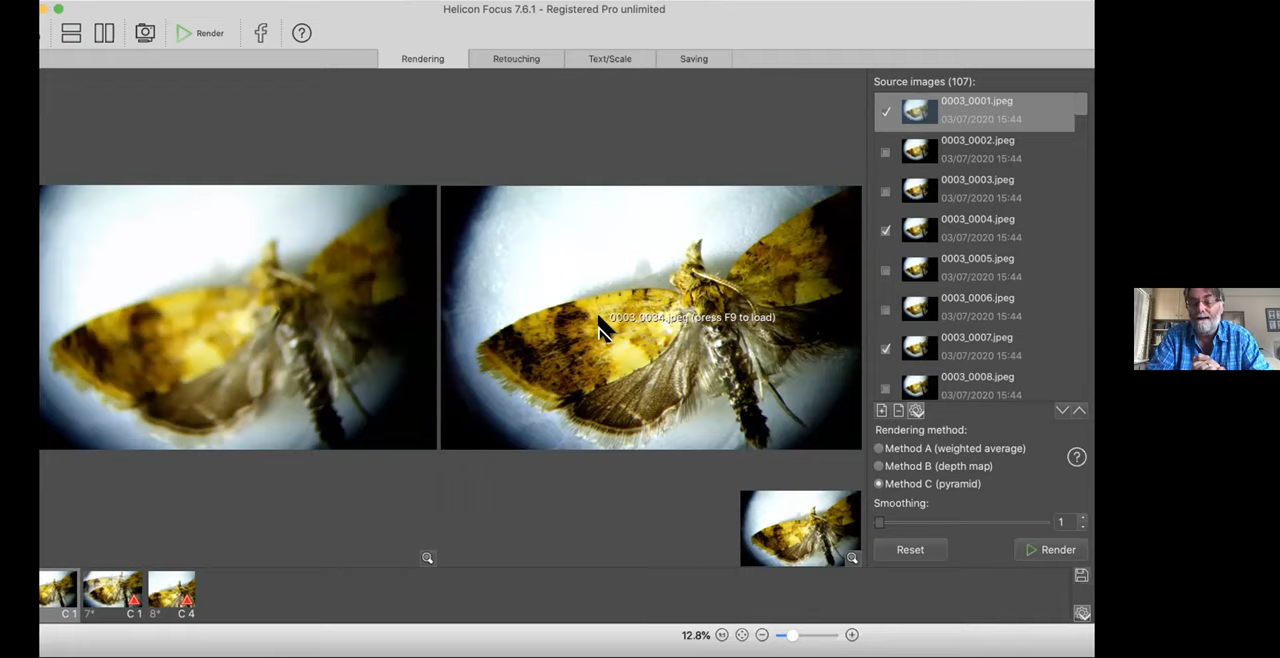 Helicon Focus 7.6.1 - Registered Pro unlimited
Render
Rendering
Retouching
Text/Scale
Saving
Source images (107):
0003_0001.jpeg
03/07/2020 15:44
0003_0002.jpeg
03/07/2020 15:44
0003_0003.jpeg
03/07/2020 15:44
0003_0004.jpeg
03/07/2020 15:44
0003_0005.jpeg
03/07/2020 15:44
0003_0006.jpeg
03/07/2020 15:44
0003_0007.jpeg
03/07/2020 15:44
0003_0008.jpeg
03/07/2020 15:44
0003_0034.jpeg (press F9 to load)
Rendering method:
Method A (weighted average)
Method B (depth map)
Method C (pyramid)
Smoothing:
1
Reset
Render
C 1
7* C 1
8* C 4
12.8%